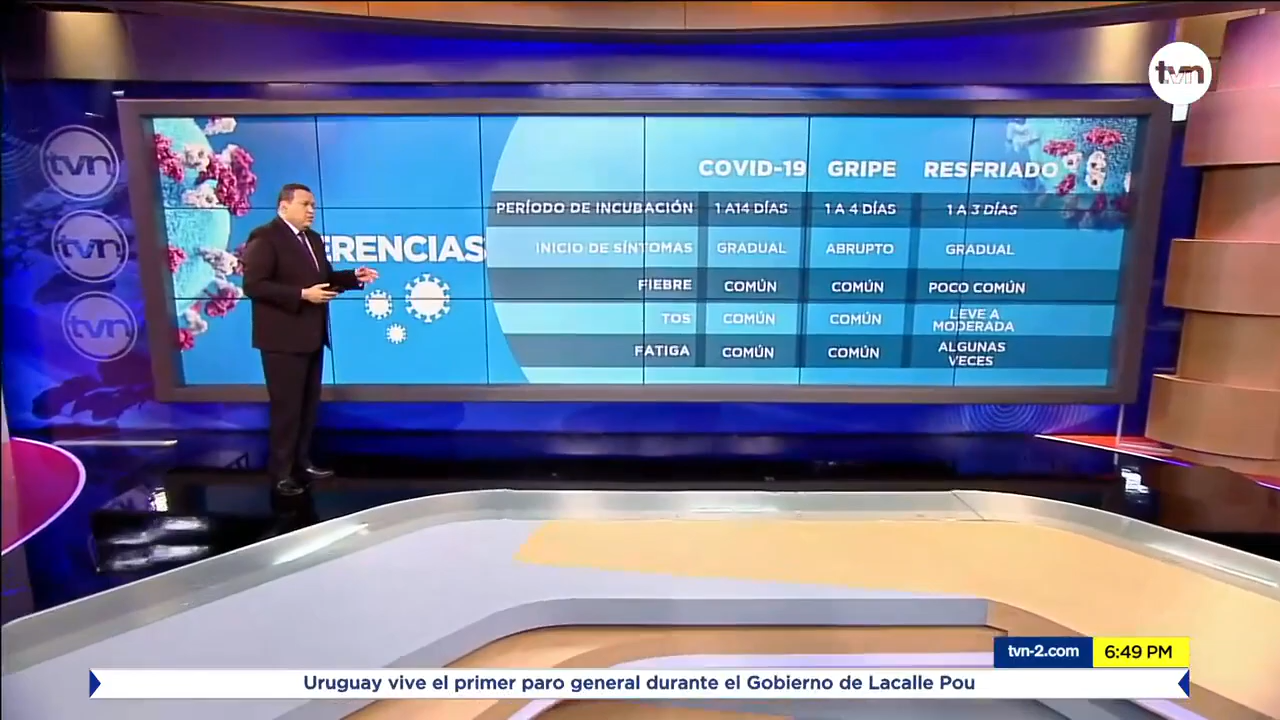 tvn
tvn
tvn
tvn
ERENCIAS
COVID-19 GRIPE RESFRIADO
PERÍODO DE INCUBACIÓN 1 A14 DÍAS 1 A 4 DÍAS 1 A 3 DÍAS
INICIO DE SÍNTOMAS GRADUAL ABRUPTO GRADUAL
FIEBRE COMÚN COMÚN POCO COMÚN
TOS COMÚN COMÚN LEVE A
MODERADA
FATIGA COMÚN COMÚN ALGUNAS
VECES
tvn-2.com 6:49 PM
Uruguay vive el primer paro general durante el Gobierno de Lacalle Pou